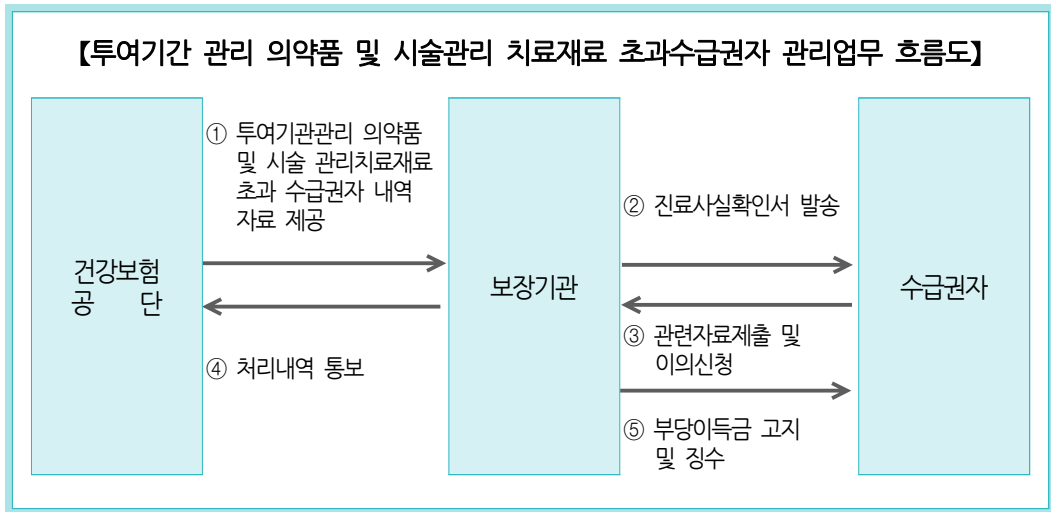 【투여기간 관리 의약품 및 시술관리 치료재료 초과수급권자 관리업무 흐름도】
건강보험
공 단
① 투여기관관리 의약품
및 시술 관리치료재료
초과 수급권자 내역
자료 제공
④ 처리내역 통보
보장기관
② 진료사실확인서 발송
③ 관련자료제출 및
이의신청
⑤ 부당이득금 고지
및 징수
수급권자